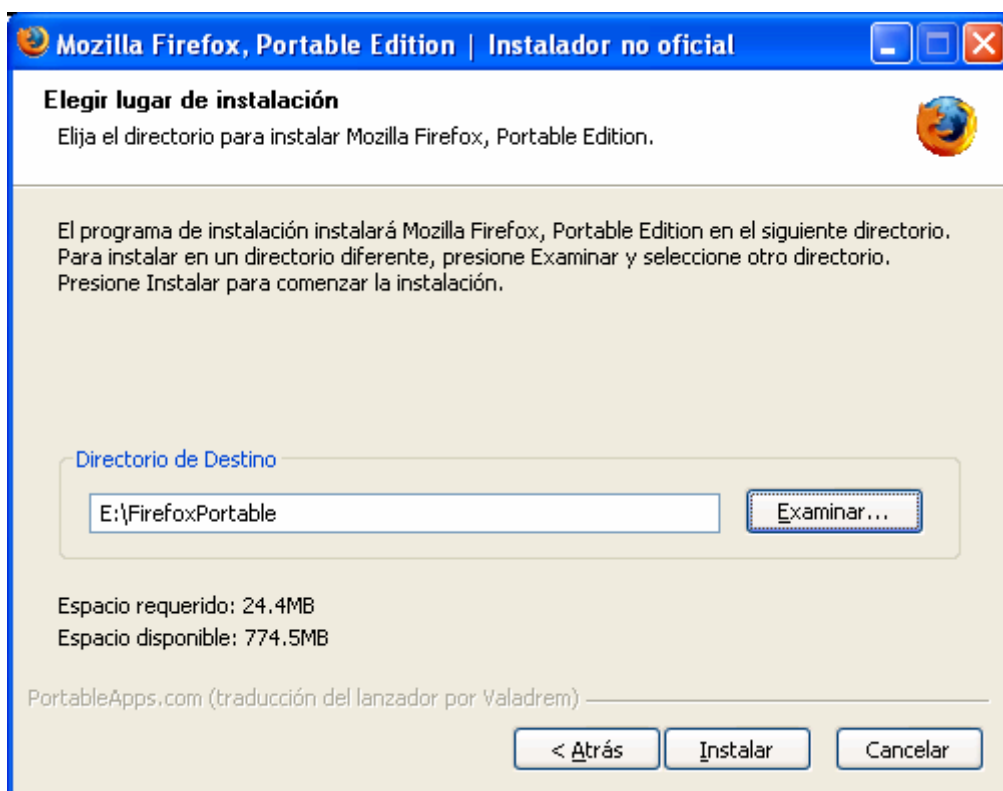 Mozilla Firefox, Portable Edition | Instalador no oficial
Elegir lugar de instalación
Elija el directorio para instalar Mozilla Firefox, Portable Edition.
El programa de instalación instalará Mozilla Firefox, Portable Edition en el siguiente directorio.
Para instalar en un directorio diferente, presione Examinar y seleccione otro directorio.
Presione Instalar para comenzar la instalación.
Directorio de Destino
E:\FirefoxPortable
Examinar...
Espacio requerido: 24.4MB
Espacio disponible: 774.5MB
PortableApps.com (traducción del lanzador por Valadrem)
< Atrás Instalar Cancelar